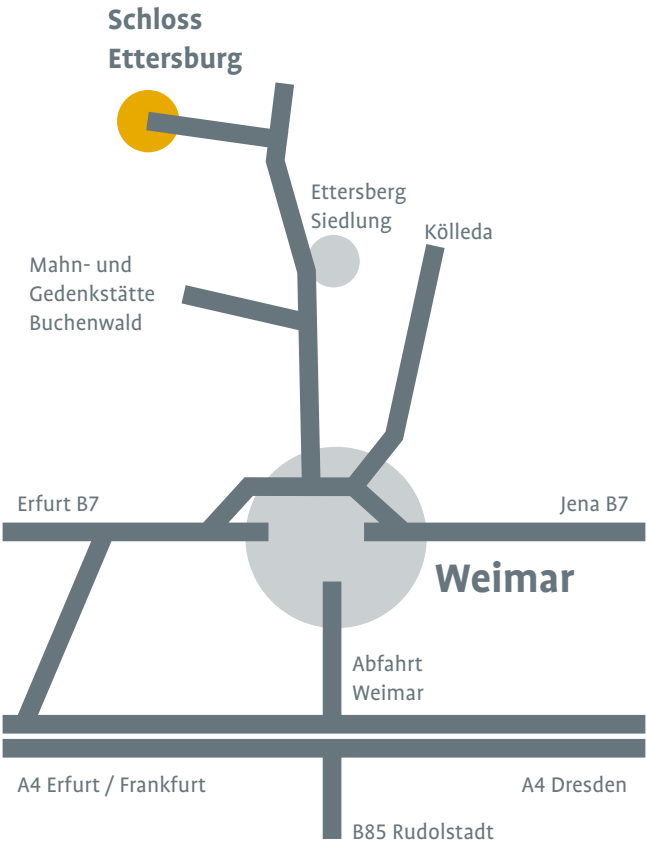 Schloss
Ettersburg
Ettersberg
Siedlung
Kölleda
Mahn- und
Gedenkstätte
Buchenwald
Erfurt B7
Jena B7
Weimar
Abfahrt
Weimar
A4 Erfurt / Frankfurt
A4 Dresden
B85 Rudolstadt